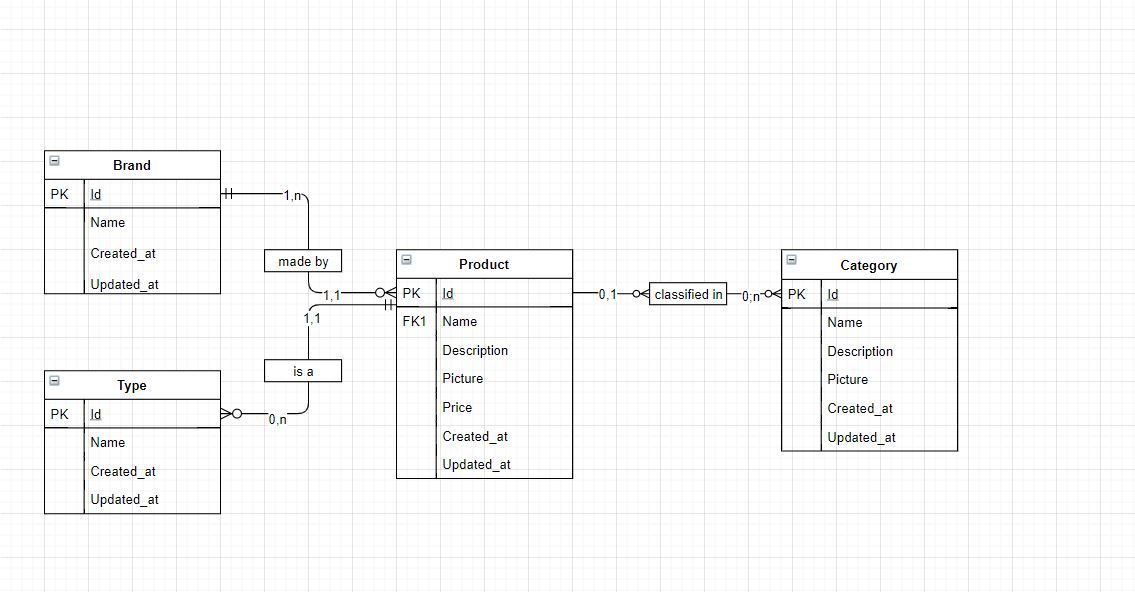 Brand
PK Id
Name
Created_at
Updated_at
1,n
made by
1,1
1,1
is a
0,n
Type
PK Id
Name
Created_at
Updated_at
Product
PK Id
FK1 Name
Description
Picture
Price
Created_at
Updated_at
0,1
classified in
0;n
Category
PK Id
Name
Description
Picture
Created_at
Updated_at